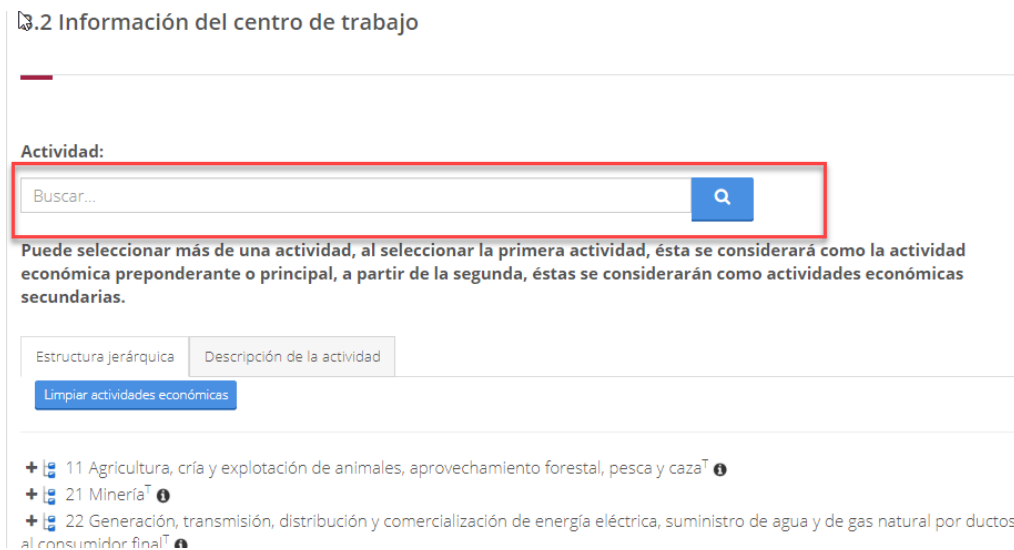 3.2 Información del centro de trabajo
Actividad:
Buscar...
Puede seleccionar más de una actividad, al seleccionar la primera actividad, ésta se considerará como la actividad
económica preponderante o principal, a partir de la segunda, éstas se considerarán como actividades económicas
secundarias.
Estructura jerárquica Descripción de la actividad
Limpiar actividades económicas
11 Agricultura, cría y explotación de animales, aprovechamiento forestal, pesca y caza^T
21 Minería^T
22 Generación, transmisión, distribución y comercialización de energía eléctrica, suministro de agua y de gas natural por ductos
al consumidor final^T